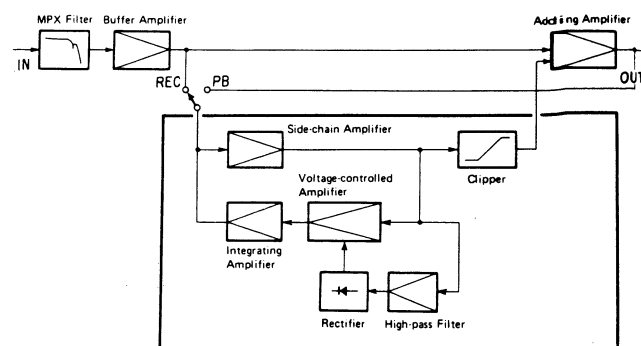 MPX Filter
Buffer Amplifier
Adding Amplifier
IN
REC
PB
OUT
Side-chain Amplifier
Voltage-controlled
Amplifier
Clipper
Integrating
Amplifier
Rectifier
High-pass Filter